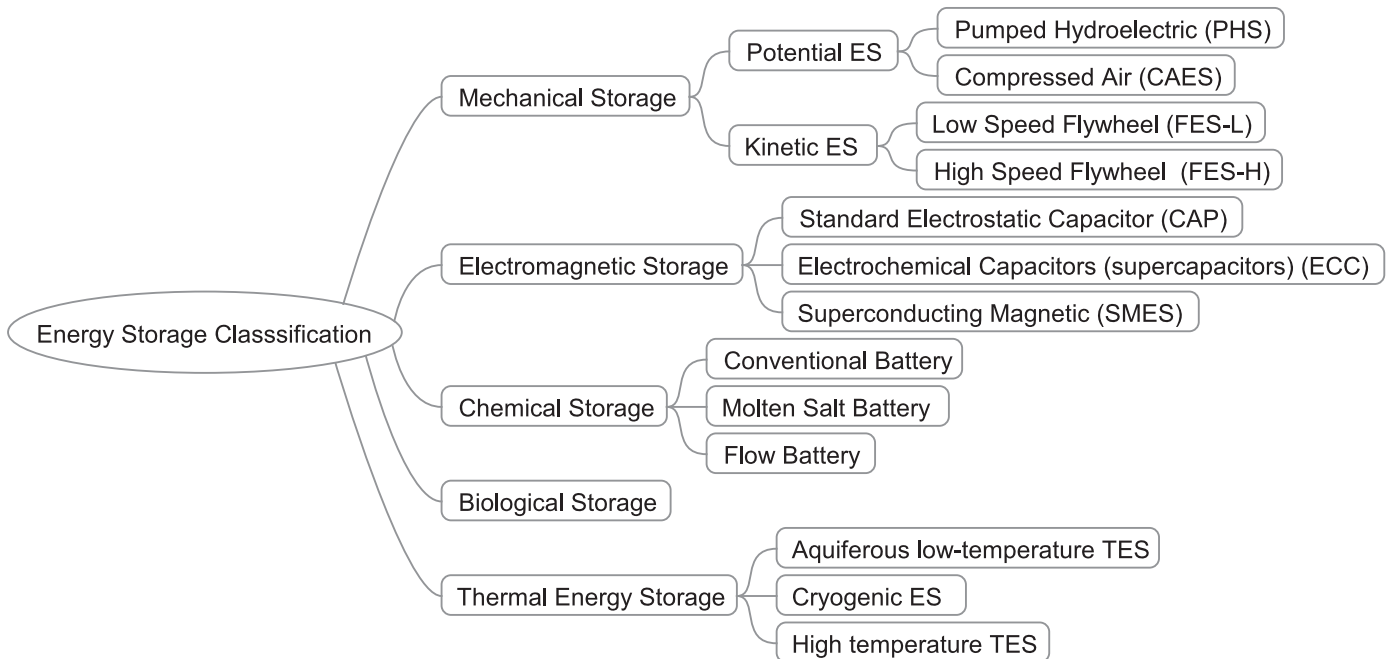 Energy Storage Classsification
Mechanical Storage
Potential ES
Pumped Hydroelectric (PHS)
Compressed Air (CAES)
Kinetic ES
Low Speed Flywheel (FES-L)
High Speed Flywheel (FES-H)
Electromagnetic Storage
Standard Electrostatic Capacitor (CAP)
Electrochemical Capacitors (supercapacitors) (ECC)
Superconducting Magnetic (SMES)
Chemical Storage
Conventional Battery
Molten Salt Battery
Flow Battery
Biological Storage
Thermal Energy Storage
Aquiferous low-temperature TES
Cryogenic ES
High temperature TES